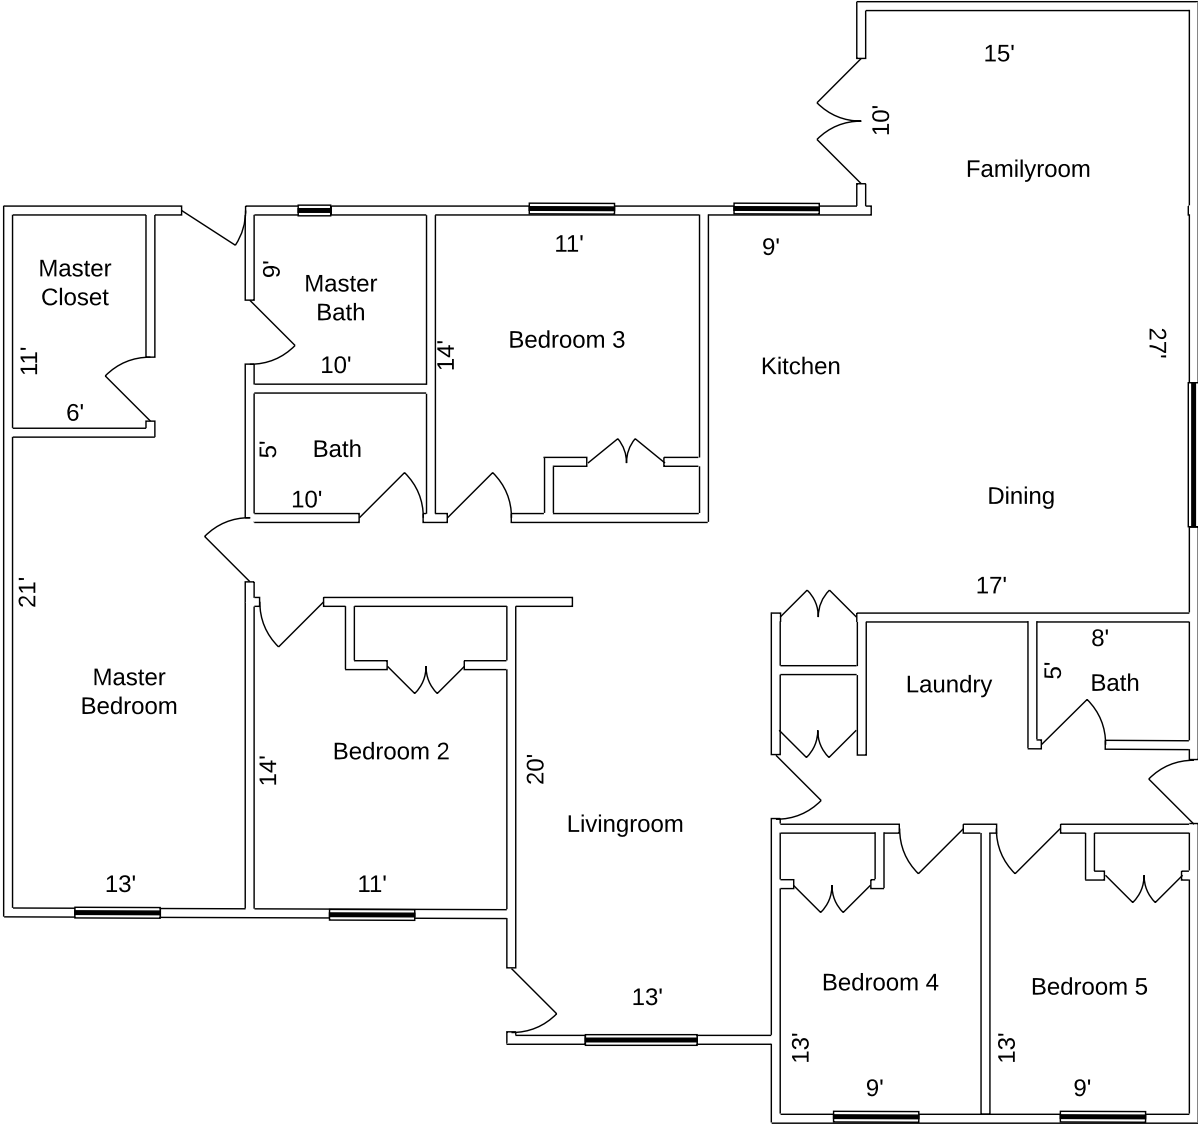 15'
10'
Familyroom
11'
9'
Master
Closet
9'
Master
Bath
27'
Bedroom 3
11'
14'
10'
Kitchen
6'
5'
Bath
10'
Dining
21'
17'
8'
5'
Bath
Laundry
Master
Bedroom
Bedroom 2
14'
20'
Livingroom
13'
11'
Bedroom 4
Bedroom 5
13'
13'
13'
9'
9'